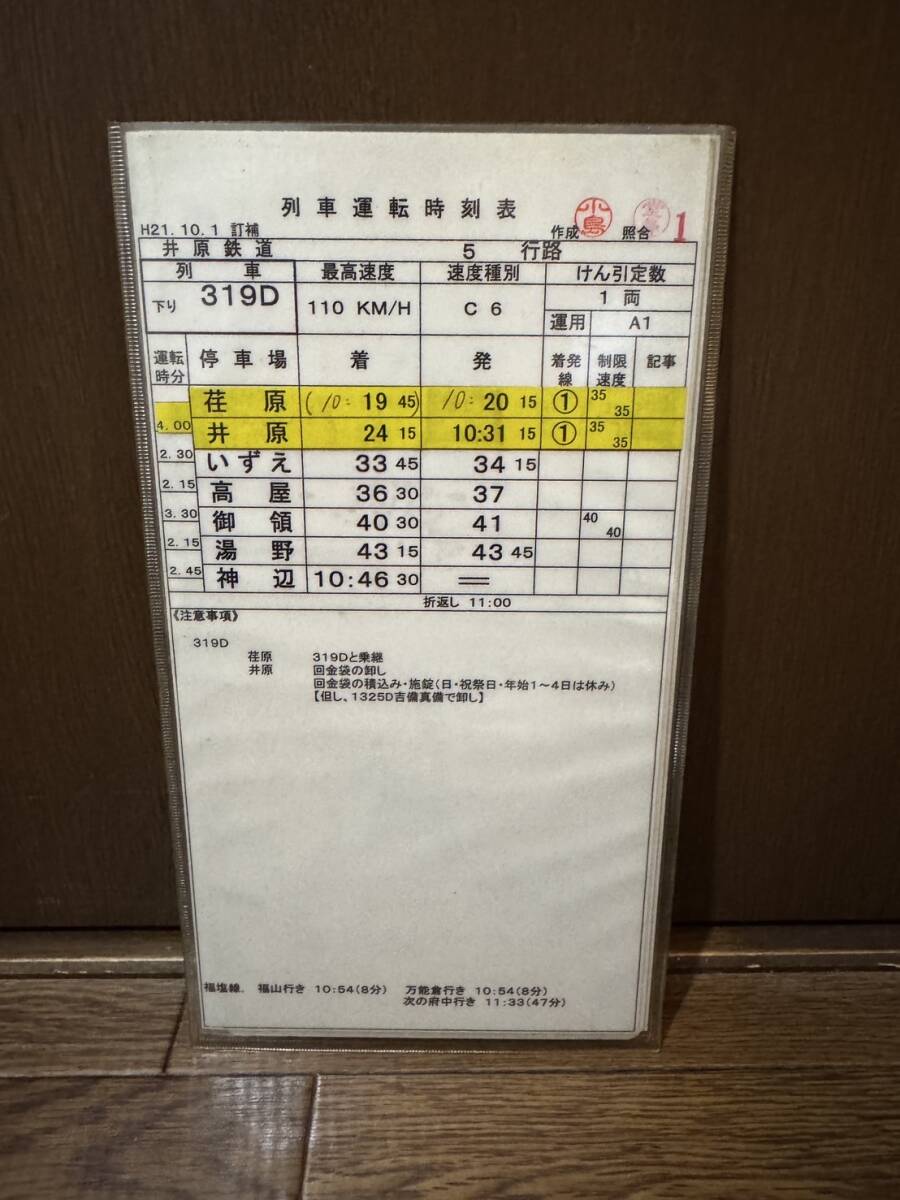 列車運転時刻表
H21.10.1 訂補 作成 小島 照合 1
井原鉄道 5 行路
列車 最高速度 速度種別 けん引定数
下り 319D 110 KM/H C6 1両
運用 A1
運転時分 停車場 着 発 着発線 制限速度 記事
荏原 (10:19 45) 10:20 15 ① 35 35
4.00 井原 24 15 10:31 15 ① 35 35
2.30 いずえ 33 45 34 15
2.15 高屋 36 30 37
3.30 御領 40 30 41 40 40
2.15 湯野 43 15 43 45
2.45 神辺 10:46 30 ＝
折返し 11:00
《注意事項》
319D
荏原 319Dと乗継
井原 回金袋の卸し
回金袋の積込み・施錠(日・祝祭日・年始1～4日は休み)
【但し、1325D吉備真備で卸し】
福塩線. 福山行き 10:54(8分) 万能倉行き 10:54(8分)
次の府中行き 11:33(47分)